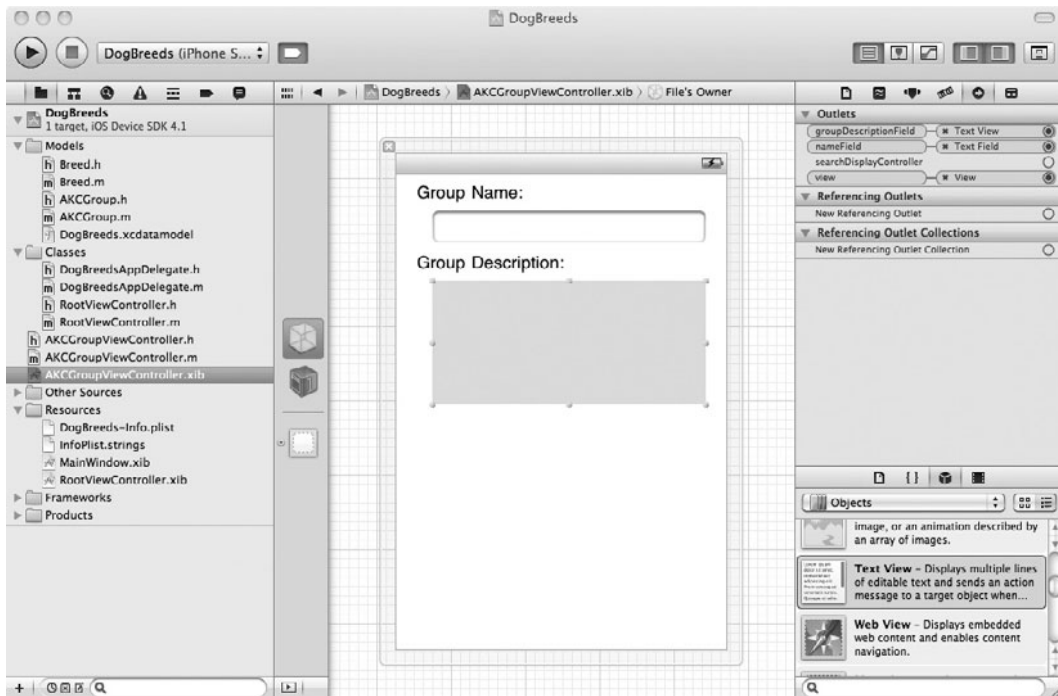 DogBreeds
DogBreeds (iPhone S...
DogBreeds
AKCGroupViewController.xib
File's Owner
DogBreeds
1 target, iOS Device SDK 4.1
Models
Breed.h
Breed.m
AKCGroup.h
AKCGroup.m
DogBreeds.xcdatamodel
Classes
DogBreedsAppDelegate.h
DogBreedsAppDelegate.m
RootViewController.h
RootViewController.m
AKCGroupViewController.h
AKCGroupViewController.m
AKCGroupViewController.xib
Other Sources
Resources
DogBreeds-Info.plist
InfoPlist.strings
MainWindow.xib
RootViewController.xib
Frameworks
Products
Group Name:
Group Description:
Outlets
groupDescriptionField Text View
nameField Text Field
searchDisplayController
view View
Referencing Outlets
New Referencing Outlet
Referencing Outlet Collections
New Referencing Outlet Collection
Objects
image, or an animation described by
an array of images.
Text View - Displays multiple lines
of editable text and sends an action
message to a target object when...
Web View - Displays embedded
web content and enables content
navigation.